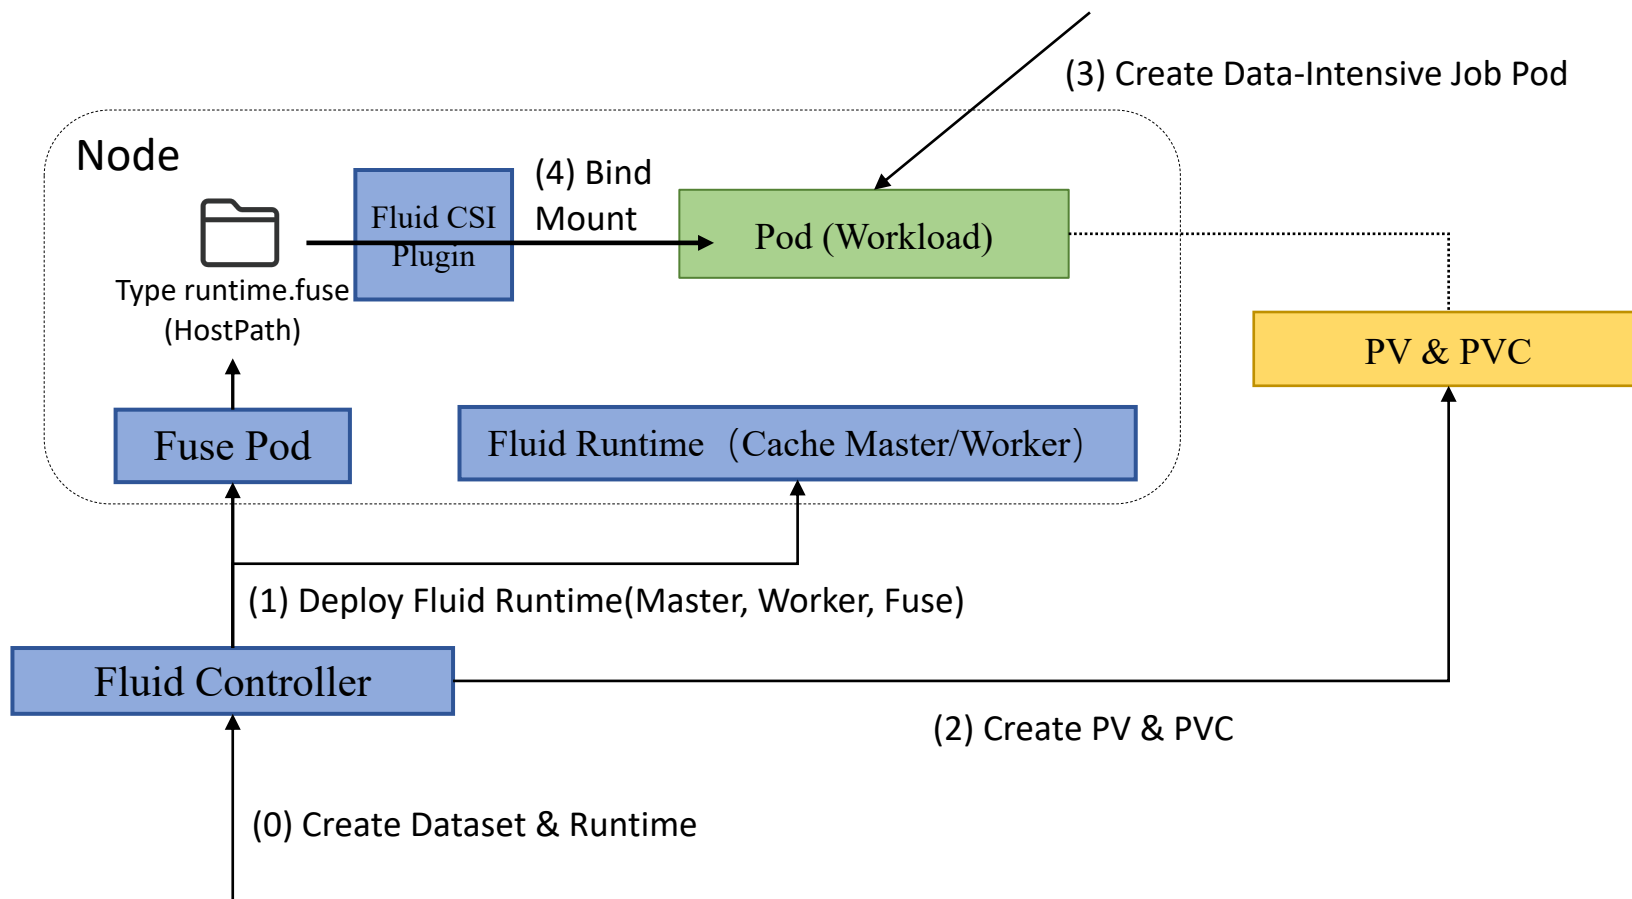 (3) Create Data-Intensive Job Pod
Node
(4) Bind
Mount
Fluid CSI
Plugin
Pod (Workload)
Type runtime.fuse
(HostPath)
PV & PVC
Fuse Pod
Fluid Runtime（Cache Master/Worker）
(1) Deploy Fluid Runtime(Master, Worker, Fuse)
Fluid Controller
(2) Create PV & PVC
(0) Create Dataset & Runtime